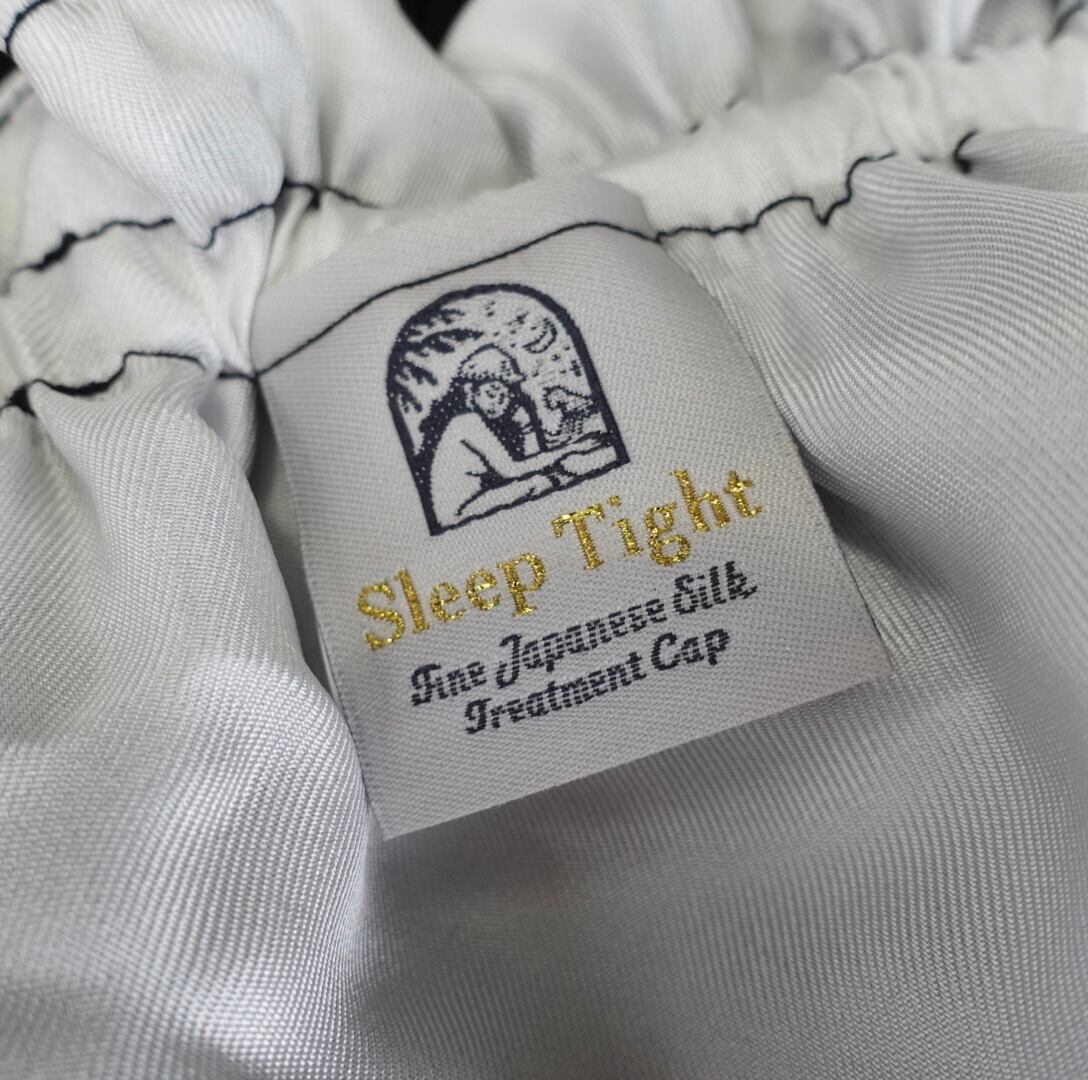 Sleep Tight
Fine Japanese Silk
Treatment Cap